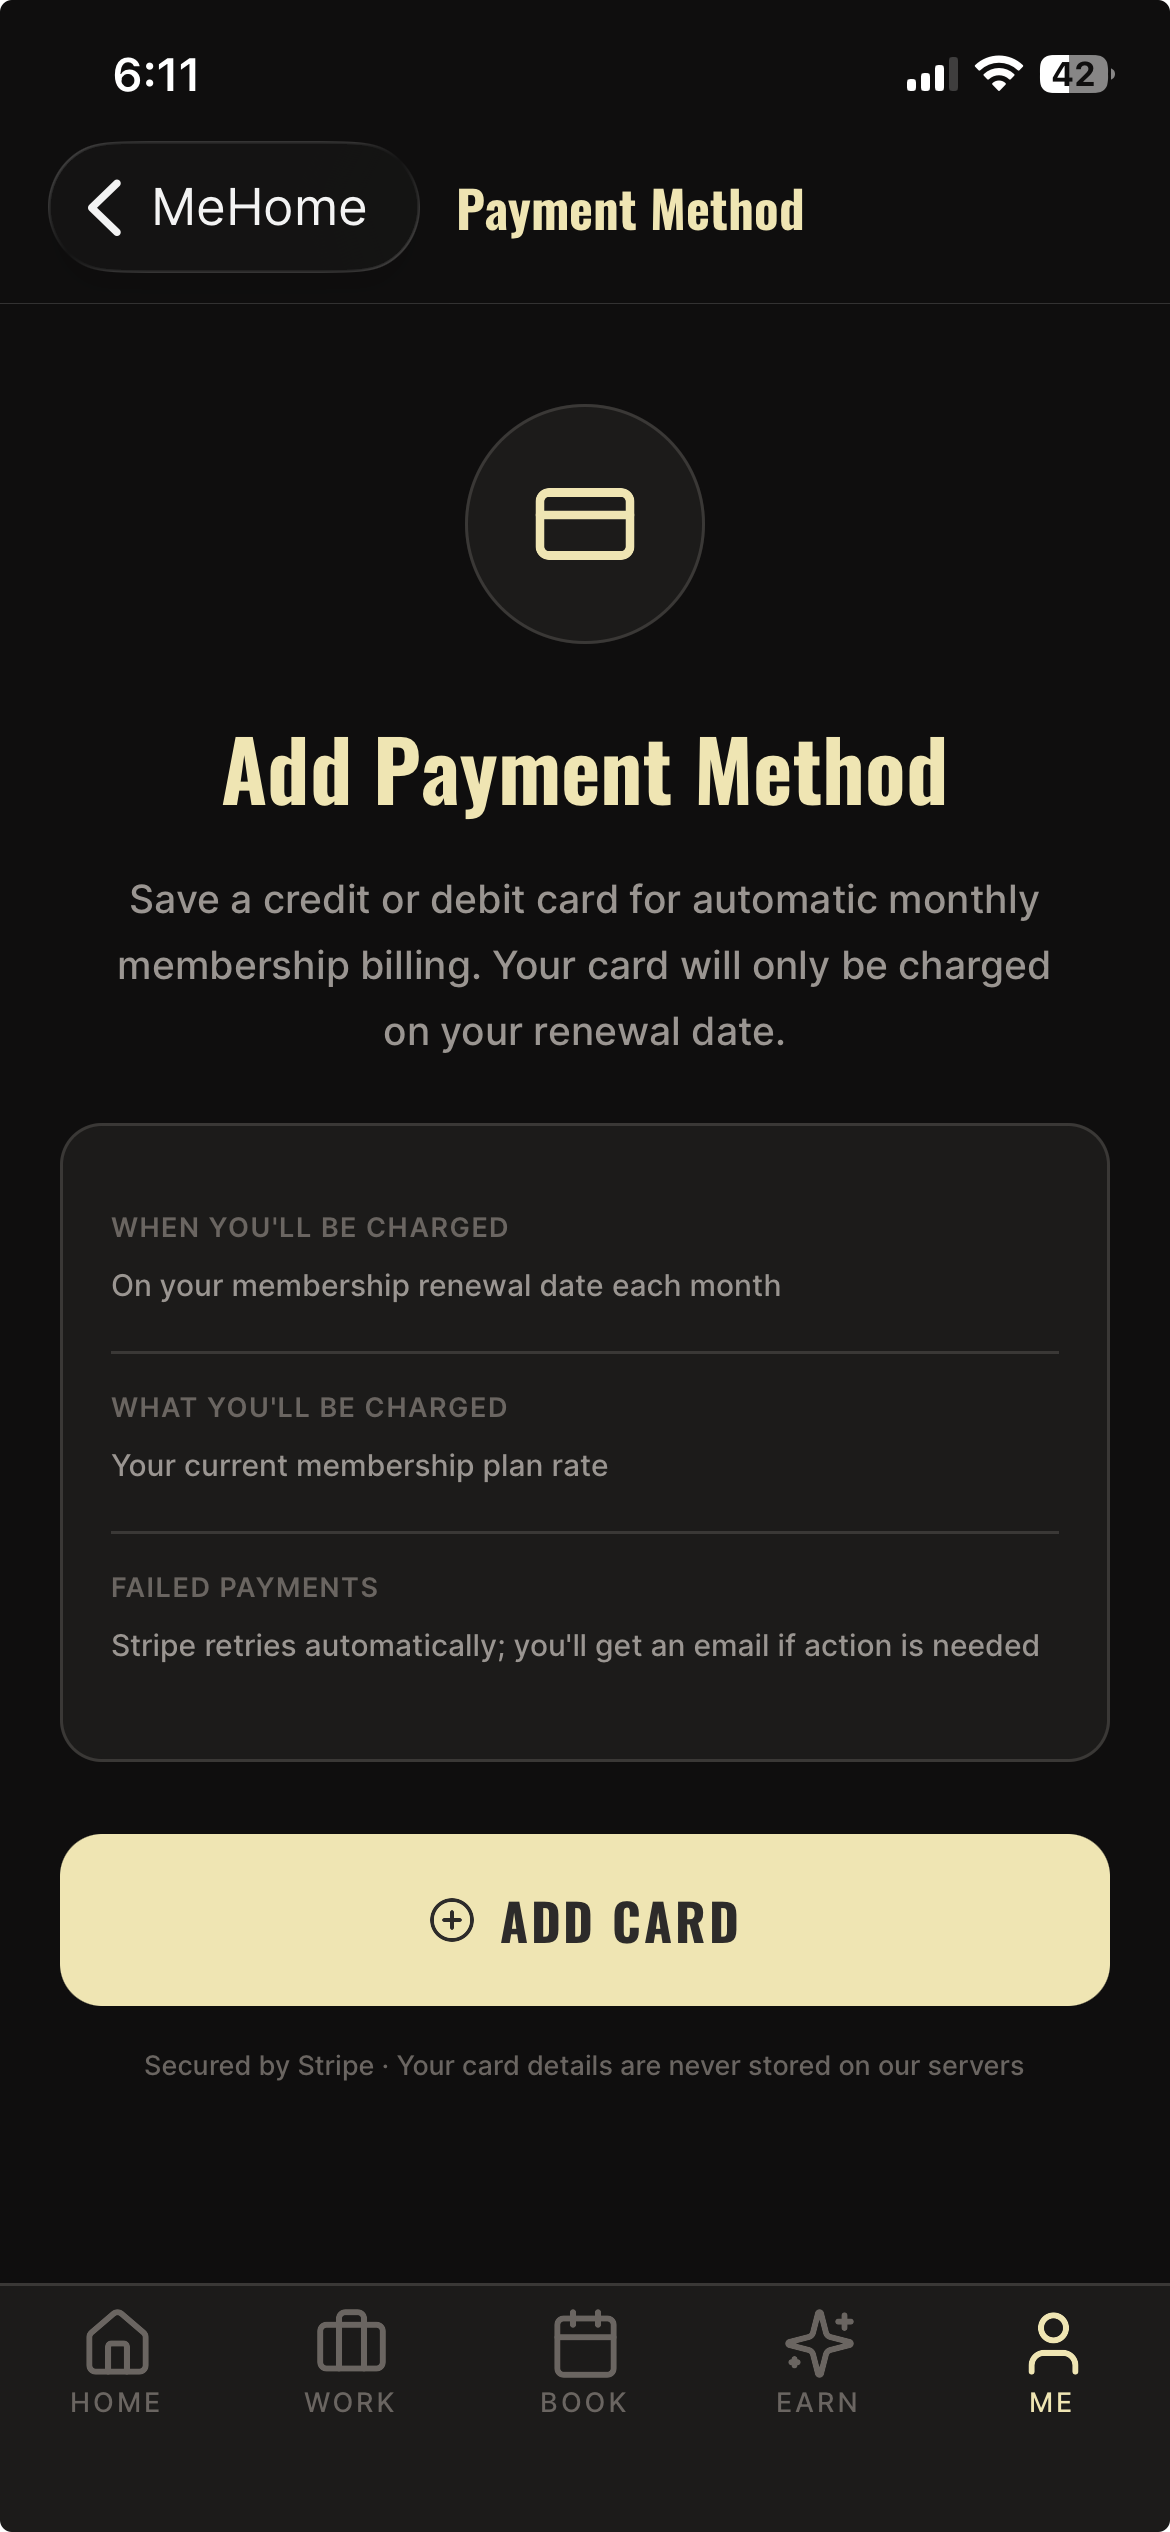 6:11
42
MeHome
Payment Method
Add Payment Method
Save a credit or debit card for automatic monthly
membership billing. Your card will only be charged
on your renewal date.
WHEN YOU'LL BE CHARGED
On your membership renewal date each month
WHAT YOU'LL BE CHARGED
Your current membership plan rate
FAILED PAYMENTS
Stripe retries automatically; you'll get an email if action is needed
ADD CARD
Secured by Stripe · Your card details are never stored on our servers
HOME
WORK
BOOK
EARN
ME